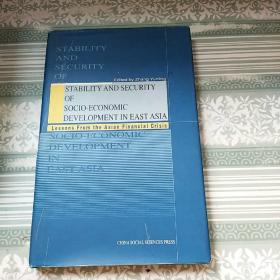 STABILITY
AND
SECURITY
OF
Edited by Zhang Yunling
STABILITY AND SECURITY
OF
SOCIO-ECONOMIC
DEVELOPMENT IN EAST ASIA
Lessons From the Asian Financial Crisis
SOCIO-ECONOMIC
DEVELOPMENT
IN
EAST ASIA
CHINA SOCIAL SCIENCES PRESS